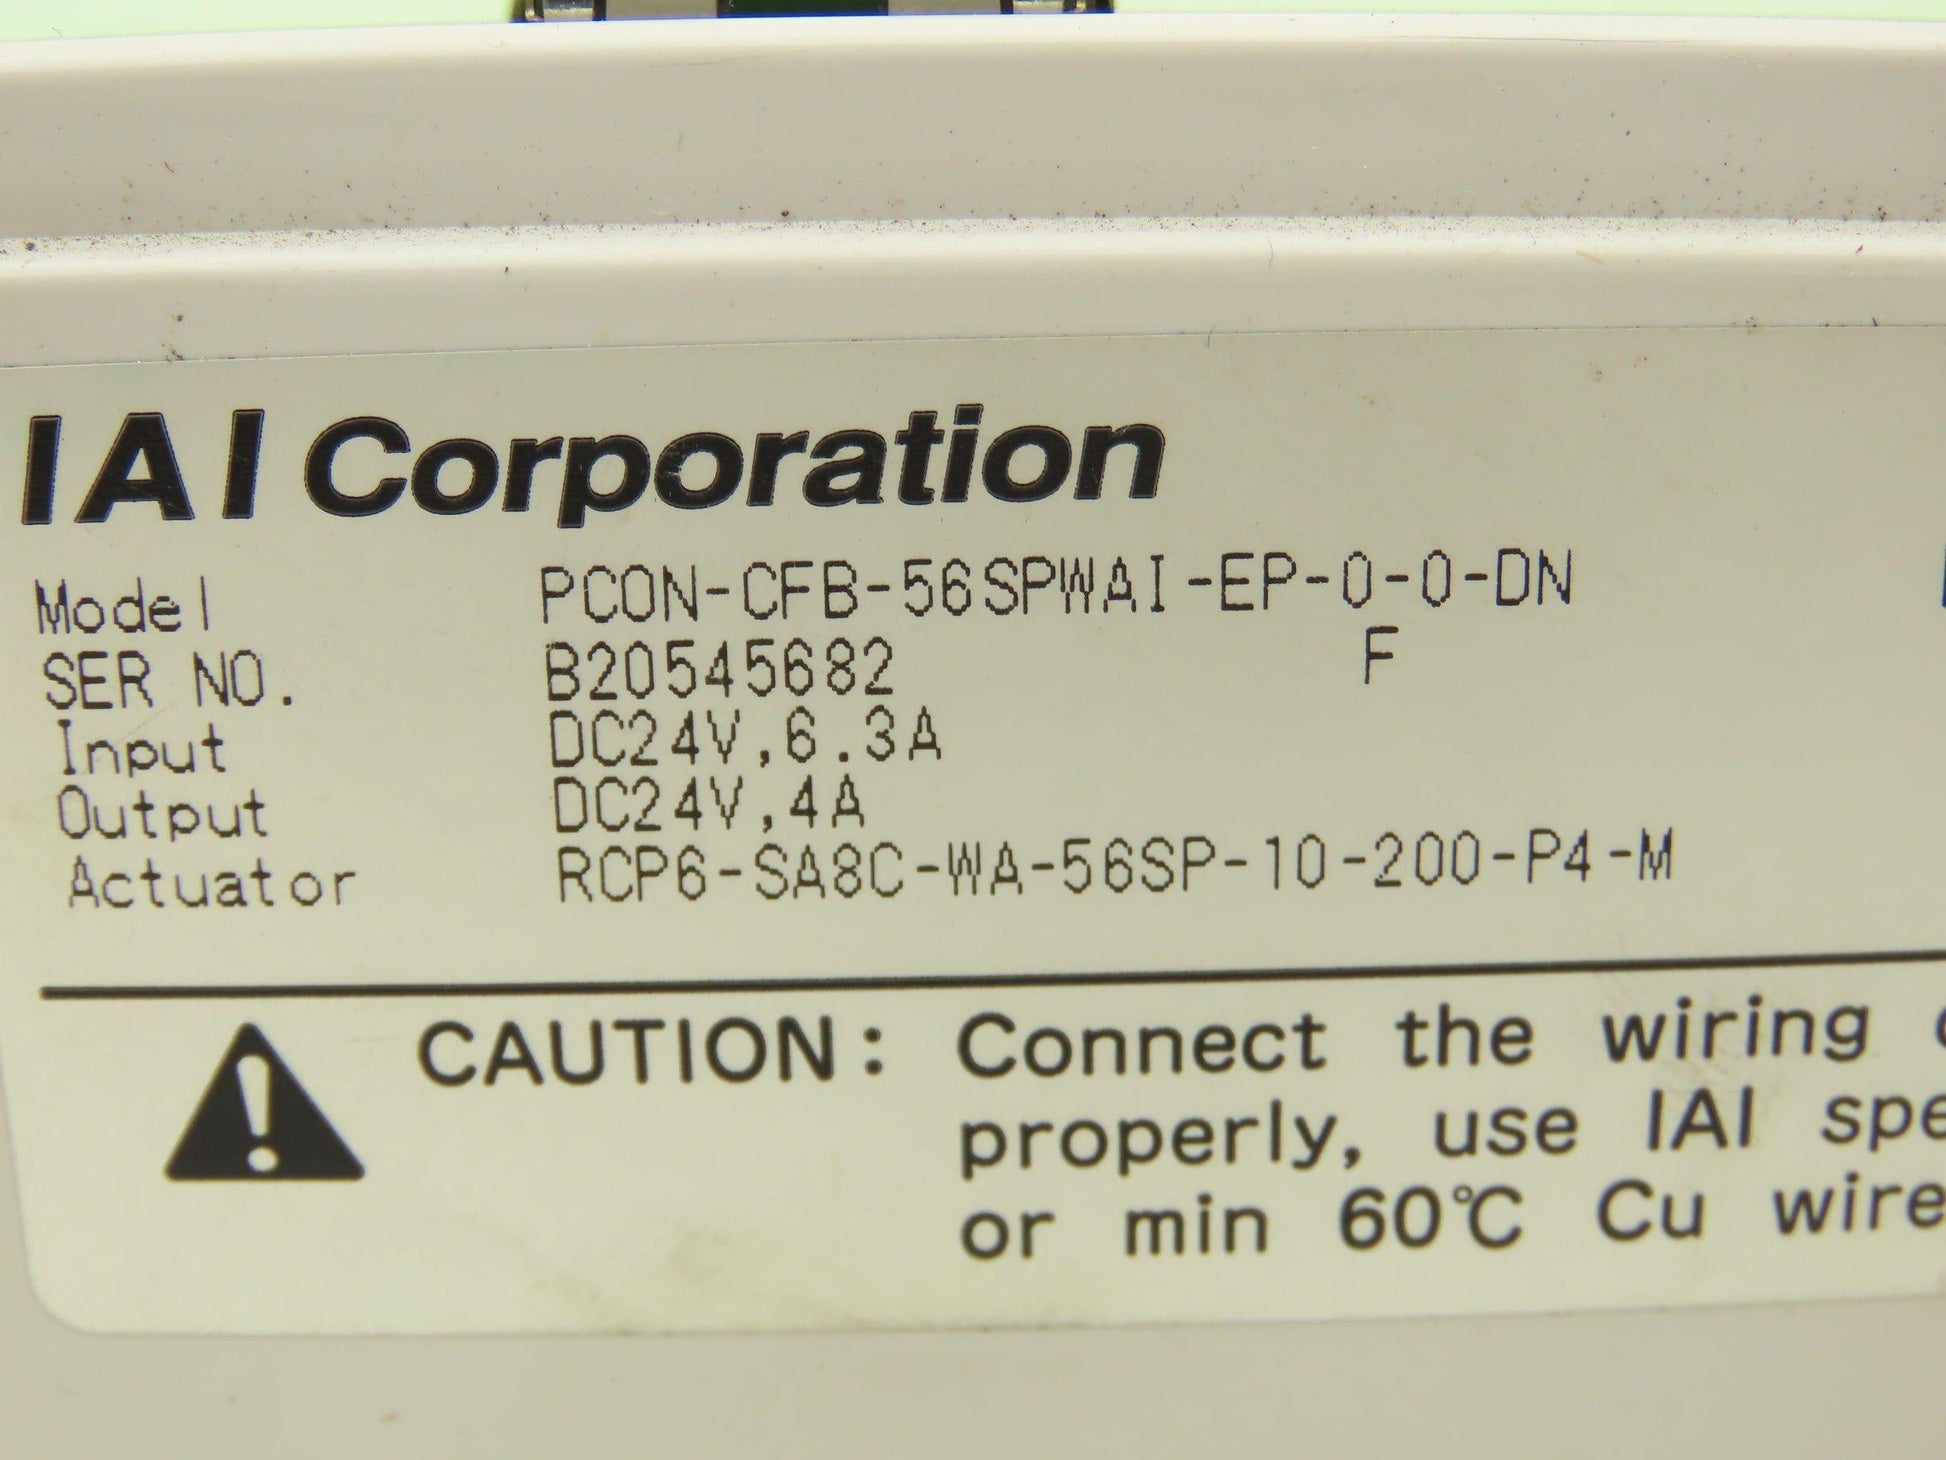 IAI Corporation
Model PCON-CFB-56SPWAI-EP-0-0-DN
SER NO. B20545682 F
Input DC24V,6.3A
Output DC24V,4A
Actuator RCP6-SA8C-WA-56SP-10-200-P4-M
CAUTION: Connect the wiring
properly, use IAI spe
or min 60℃ Cu wire